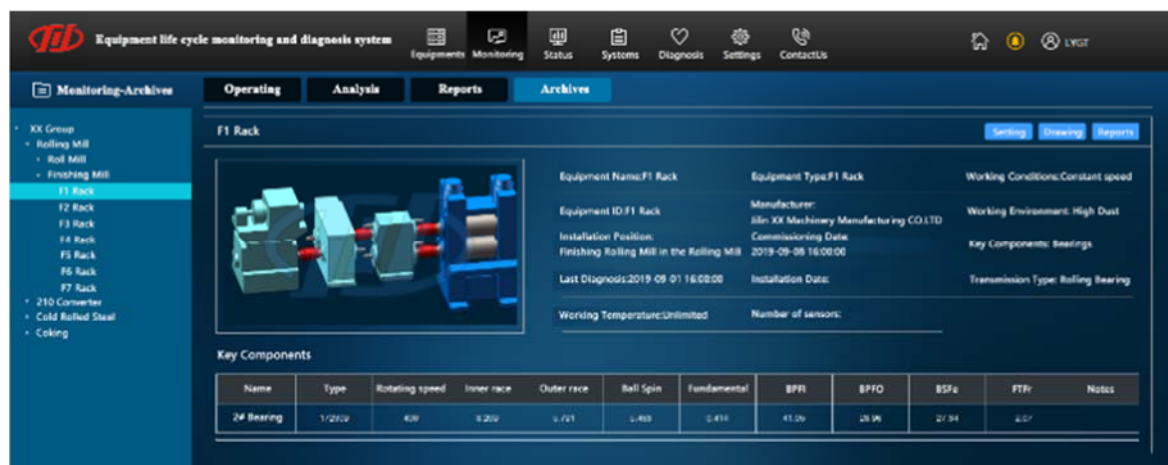 Equipment life cycle monitoring and diagnosis system
Equipments Monitoring Status Systems Diagnosis Settings ContactUs
LYGT
Monitoring-Archives
Operating Analysis Reports Archives
XX Group
Rolling Mill
Roll Mill
Finishing Mill
F1 Rack
F2 Rack
F3 Rack
F4 Rack
F5 Rack
F6 Rack
F7 Rack
210 Converter
Cold Rolled Steel
Coking
F1 Rack
Setting Drawing Reports
Equipment Name:F1 Rack Equipment Type:F1 Rack Working Conditions:Constant speed
Equipment ID:F1 Rack
Manufacturer:
Jilin XX Machinery Manufacturing CO.LTD
Working Environment: High Dust
Installation Position:
Finishing Rolling Mill in the Rolling Mill
Commissioning Date:
2019-09-08 16:00:00
Key Components: Bearings
Last Diagnosis:2019-09-01 16:00:00 Installation Date: Transmission Type: Rolling Bearing
Working Temperature:Unlimited Number of sensors:
Key Components
Name Type Rotating speed Inner race Outer race Ball Spin Fundamental BPFI BPFO BSFe FTFr Notes
2# Bearing